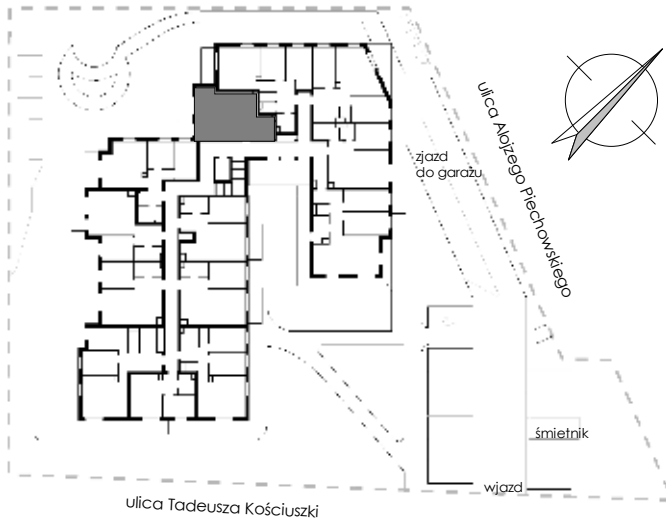 ulica Alojzego Piechowskiego
zjazd
do garażu
śmietnik
wjazd
ulica Tadeusza Kościuszki